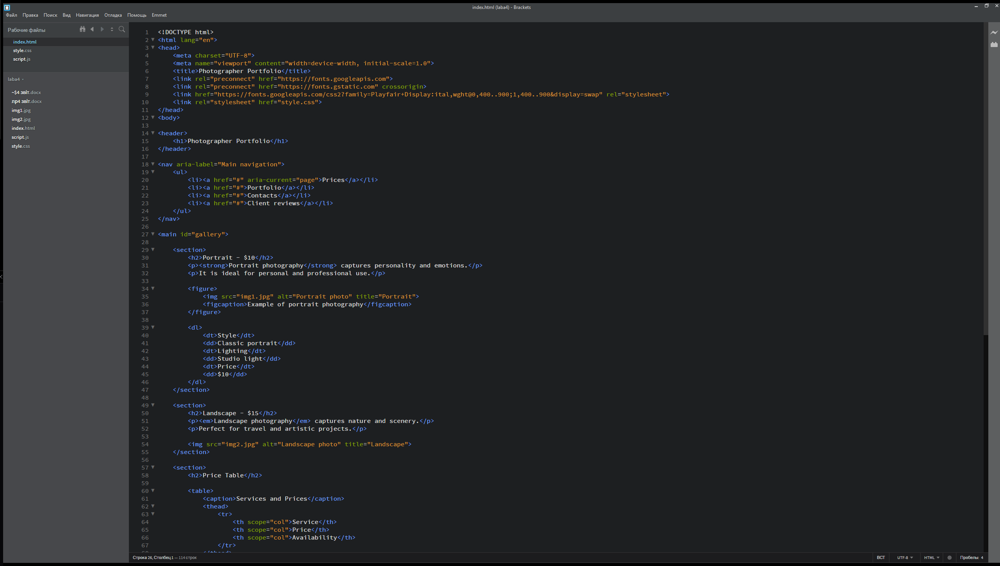 index.html (laba4) - Brackets
Файл Правка Поиск Вид Навигация Отладка Помощь Emmet
Рабочие файлы
index.html
style.css
script.js
laba4
~$4 звіт.docx
лр4 звіт.docx
img1.jpg
img2.jpg
index.html
script.js
style.css
1 <!DOCTYPE html>
2 <html lang="en">
3 <head>
4     <meta charset="UTF-8">
5     <meta name="viewport" content="width=device-width, initial-scale=1.0">
6     <title>Photographer Portfolio</title>
7     <link rel="preconnect" href="https://fonts.googleapis.com">
8     <link rel="preconnect" href="https://fonts.gstatic.com" crossorigin>
9     <link href="https://fonts.googleapis.com/css2?family=Playfair+Display:ital,wght@0,400..900;1,400..900&display=swap" rel="stylesheet">
10     <link rel="stylesheet" href="style.css">
11 </head>
12 <body>
13
14 <header>
15     <h1>Photographer Portfolio</h1>
16 </header>
17
18 <nav aria-label="Main navigation">
19     <ul>
20         <li><a href="#" aria-current="page">Prices</a></li>
21         <li><a href="#">Portfolio</a></li>
22         <li><a href="#">Contacts</a></li>
23         <li><a href="#">Client reviews</a></li>
24     </ul>
25 </nav>
26
27 <main id="gallery">
28
29     <section>
30         <h2>Portrait - $10</h2>
31         <p><strong>Portrait photography</strong> captures personality and emotions.</p>
32         <p>It is ideal for personal and professional use.</p>
33
34         <figure>
35             <img src="img1.jpg" alt="Portrait photo" title="Portrait">
36             <figcaption>Example of portrait photography</figcaption>
37         </figure>
38
39         <dl>
40             <dt>Style</dt>
41             <dd>Classic portrait</dd>
42             <dt>Lighting</dt>
43             <dd>Studio light</dd>
44             <dt>Price</dt>
45             <dd>$10</dd>
46         </dl>
47     </section>
48
49     <section>
50         <h2>Landscape - $15</h2>
51         <p><em>Landscape photography</em> captures nature and scenery.</p>
52         <p>Perfect for travel and artistic projects.</p>
53
54         <img src="img2.jpg" alt="Landscape photo" title="Landscape">
55     </section>
56
57     <section>
58         <h2>Price Table</h2>
59
60         <table>
61             <caption>Services and Prices</caption>
62             <thead>
63                 <tr>
64                     <th scope="col">Service</th>
65                     <th scope="col">Price</th>
66                     <th scope="col">Availability</th>
67                 </tr>
68             </thead>
Строка 26, Столбец 1 — 114 строк
ВСТ UTF-8 HTML Пробелы: 4